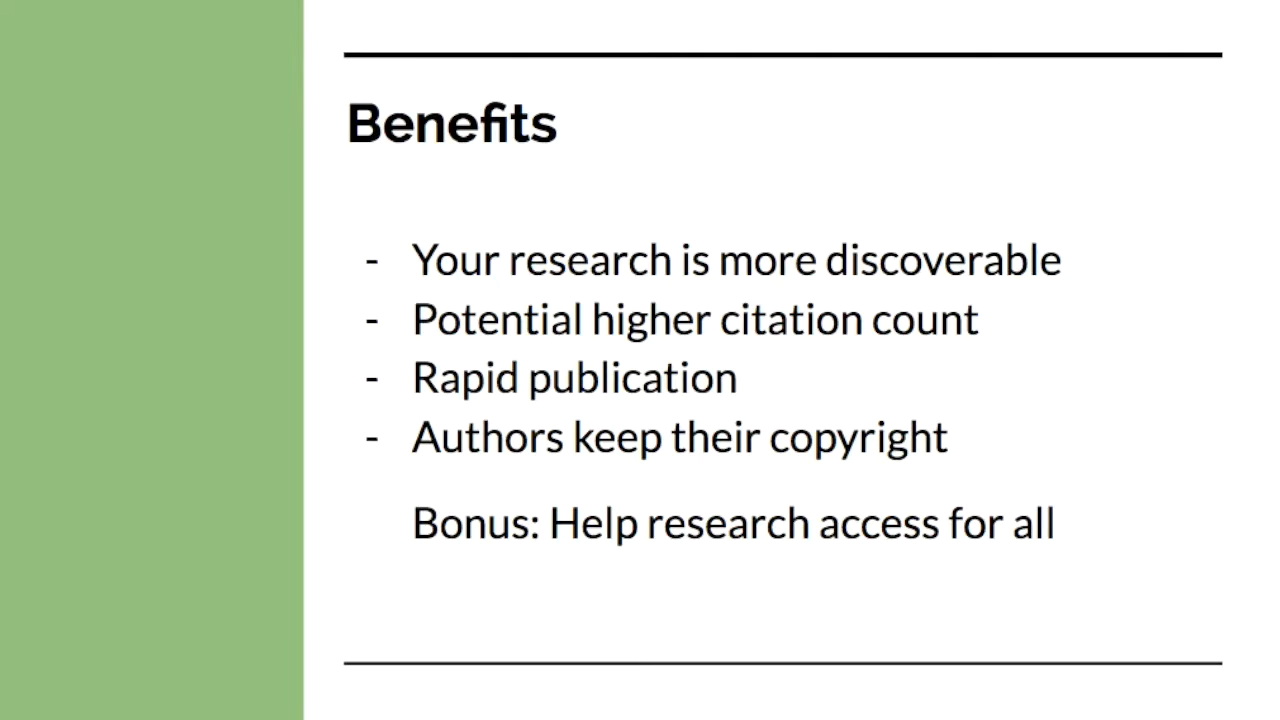 Benefits
- Your research is more discoverable
- Potential higher citation count
- Rapid publication
- Authors keep their copyright
Bonus: Help research access for all